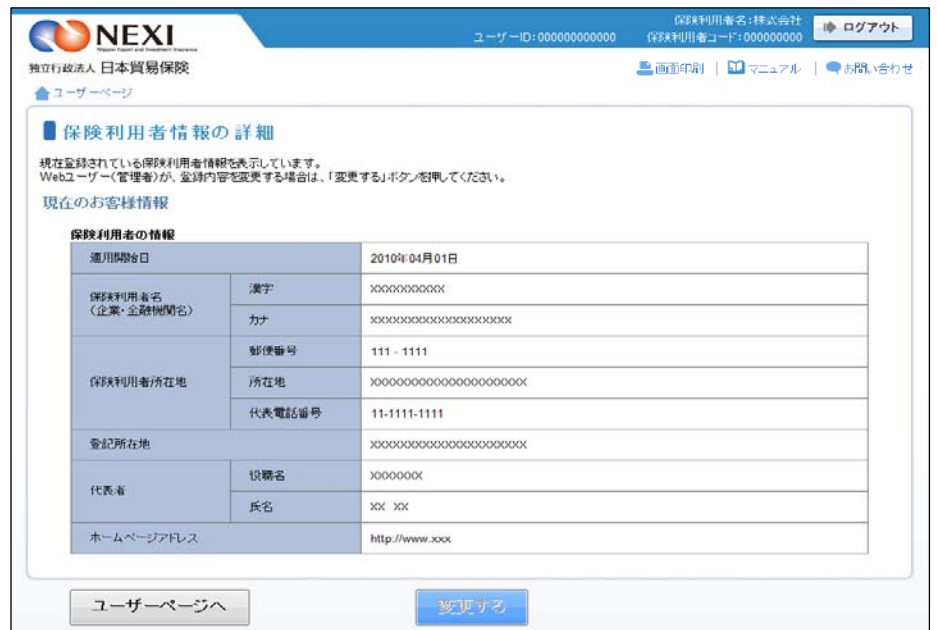 NEXI
Nippon Export and Investment Insurance
独立行政法人 日本貿易保険
ユーザーID:000000000000
保険利用者名:株式会社
保険利用者コード:000000000
ログアウト
画面印刷 | マニュアル | お問い合わせ
ユーザーページ
保険利用者情報の詳細
現在登録されている保険利用者情報を表示しています。
Webユーザー(管理者)が、登録内容を変更する場合は、「変更する」ボタンを押してください。
現在のお客様情報
保険利用者の情報
適用開始日 2010年04月01日
保険利用者名
(企業・金融機関名)
漢字 XXXXXXXXXX
カナ XXXXXXXXXXXXXXXXXXX
保険利用者所在地
郵便番号 111 - 1111
所在地 XXXXXXXXXXXXXXXXXXXXX
代表電話番号 11-1111-1111
登記所在地 XXXXXXXXXXXXXXXXXXXXX
代表者
役職名 XXXXXXX
氏名 XX XX
ホームページアドレス http://www.xxx
ユーザーページへ
変更する